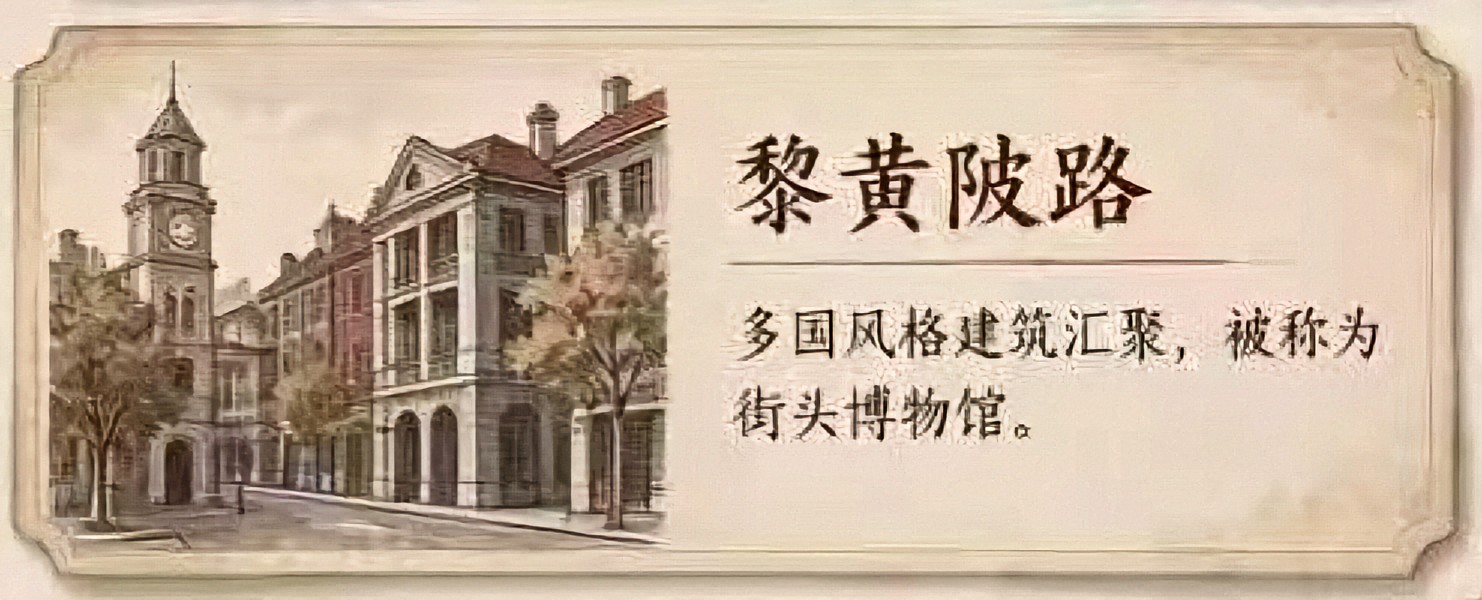 黎黄陂路
多国风格建筑汇聚，被称为
街头博物馆。